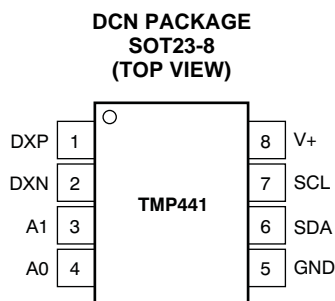 DCN PACKAGE
SOT23-8
(TOP VIEW)
DXP 1 8 V+
DXN 2 7 SCL
TMP441
A1 3 6 SDA
A0 4 5 GND